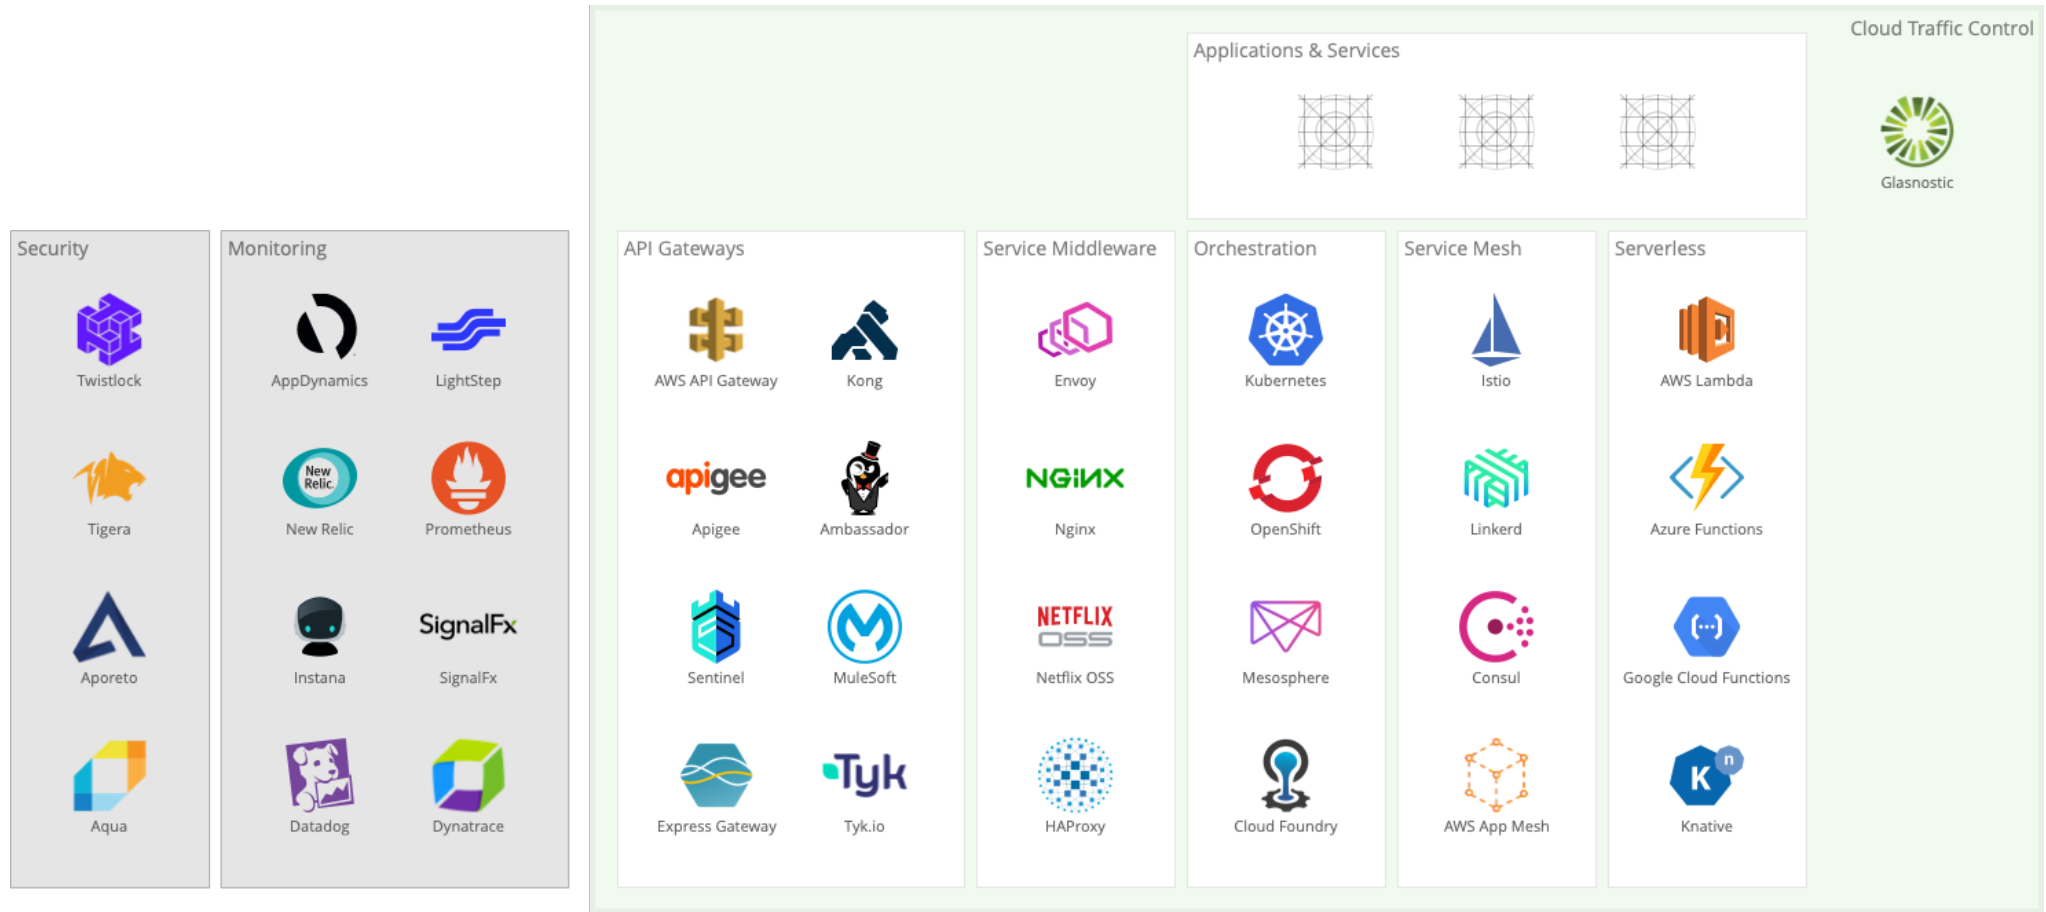 Cloud Traffic Control
Applications & Services
Glasnostic
Security
Twistlock
Tigera
Aporeto
Aqua
Monitoring
AppDynamics
LightStep
New
Relic.
New Relic
Prometheus
Instana
SignalFx
SignalFx
Datadog
Dynatrace
API Gateways
AWS API Gateway
Kong
apigee
Apigee
Ambassador
Sentinel
MuleSoft
Express Gateway
Tyk
Tyk.io
Service Middleware
Envoy
NGiNX
Nginx
NETFLIX
OSS
Netflix OSS
HAProxy
Orchestration
Kubernetes
OpenShift
Mesosphere
Cloud Foundry
Service Mesh
Istio
Linkerd
Consul
AWS App Mesh
Serverless
AWS Lambda
Azure Functions
Google Cloud Functions
K
n
Knative